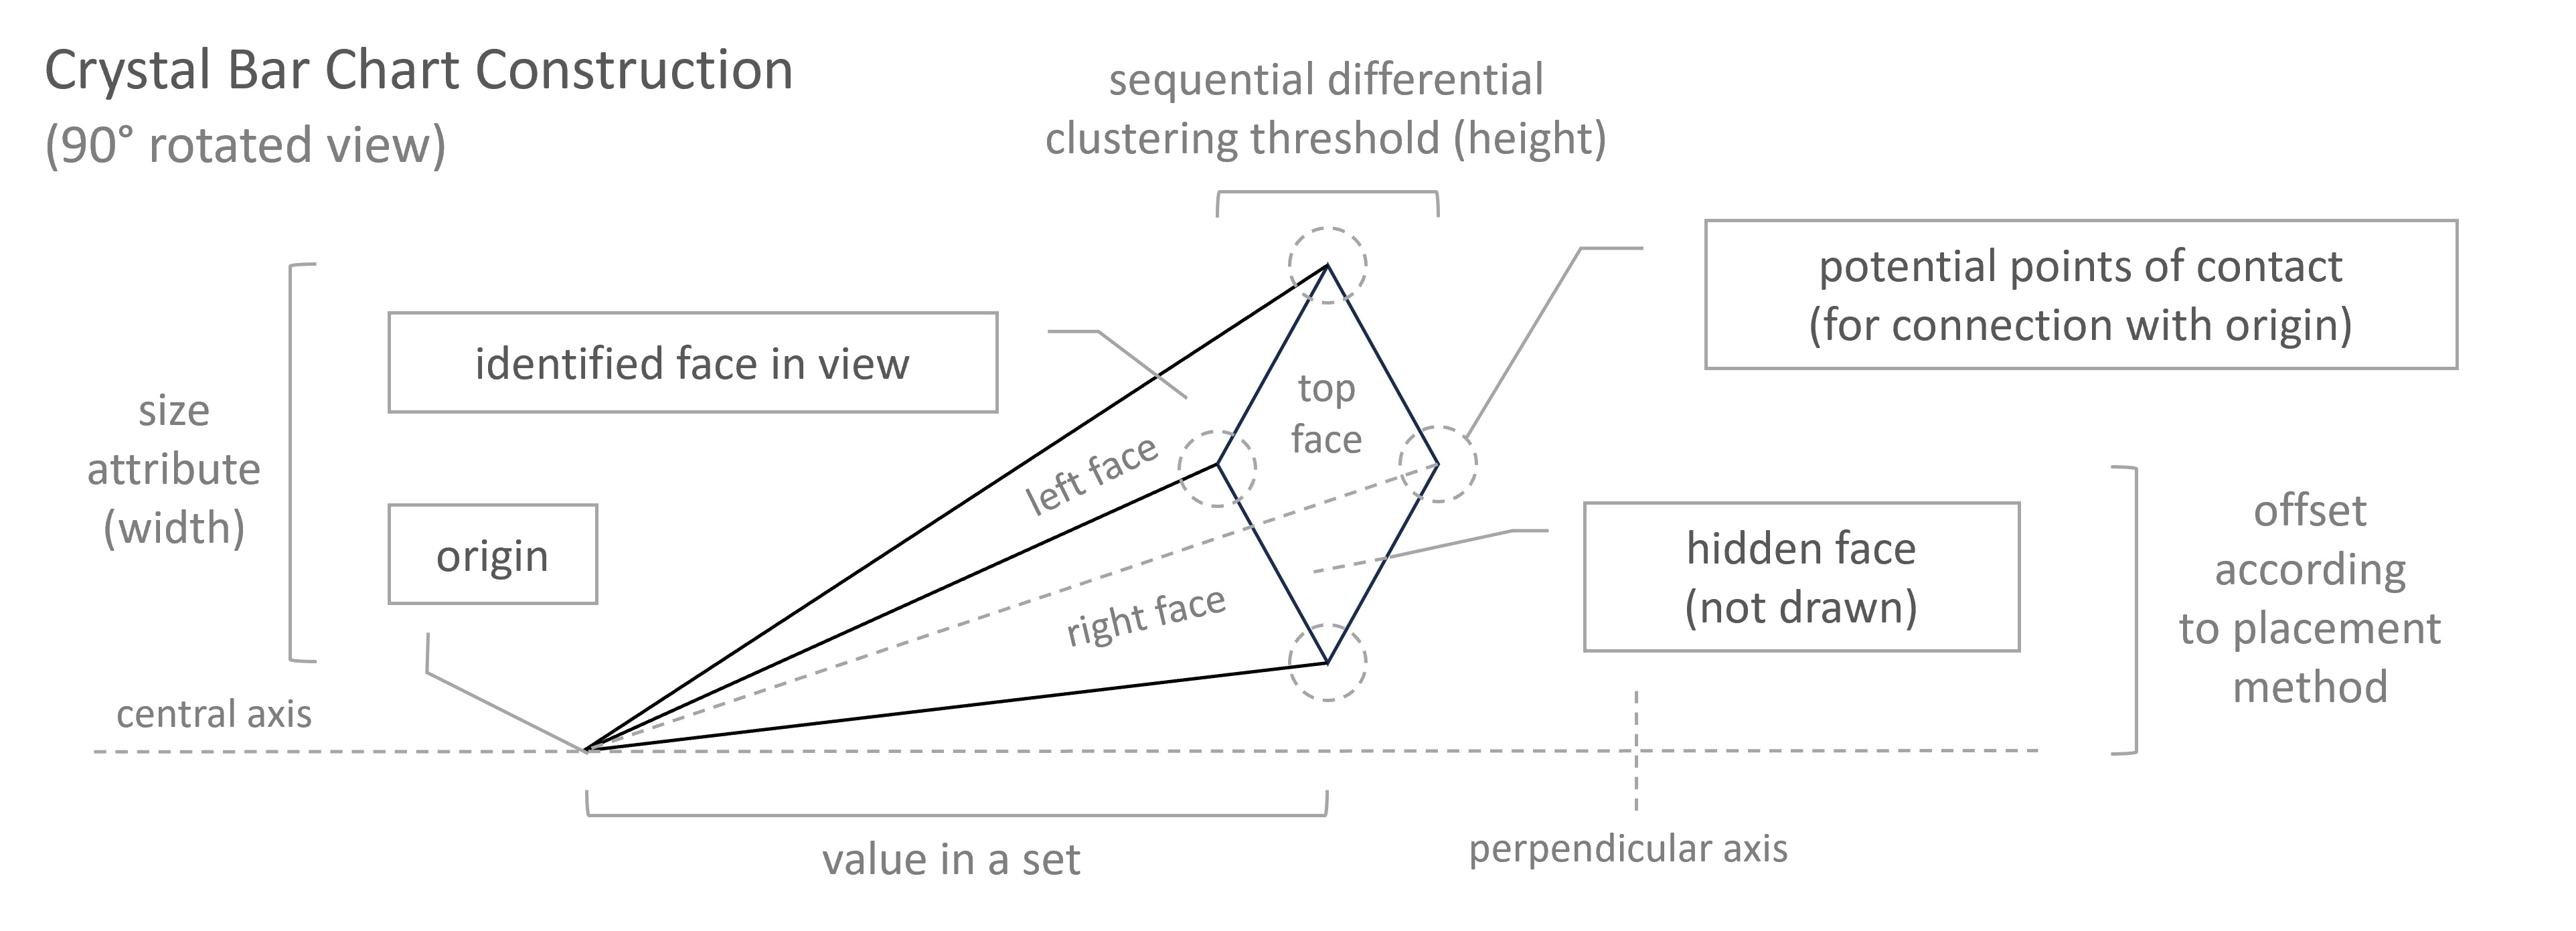 Crystal Bar Chart Construction
(90° rotated view)
sequential differential
clustering threshold (height)
potential points of contact
(for connection with origin)
identified face in view
top
face
size
attribute
(width)
left face
origin
hidden face
(not drawn)
offset
according
to placement
method
right face
central axis
value in a set
perpendicular axis